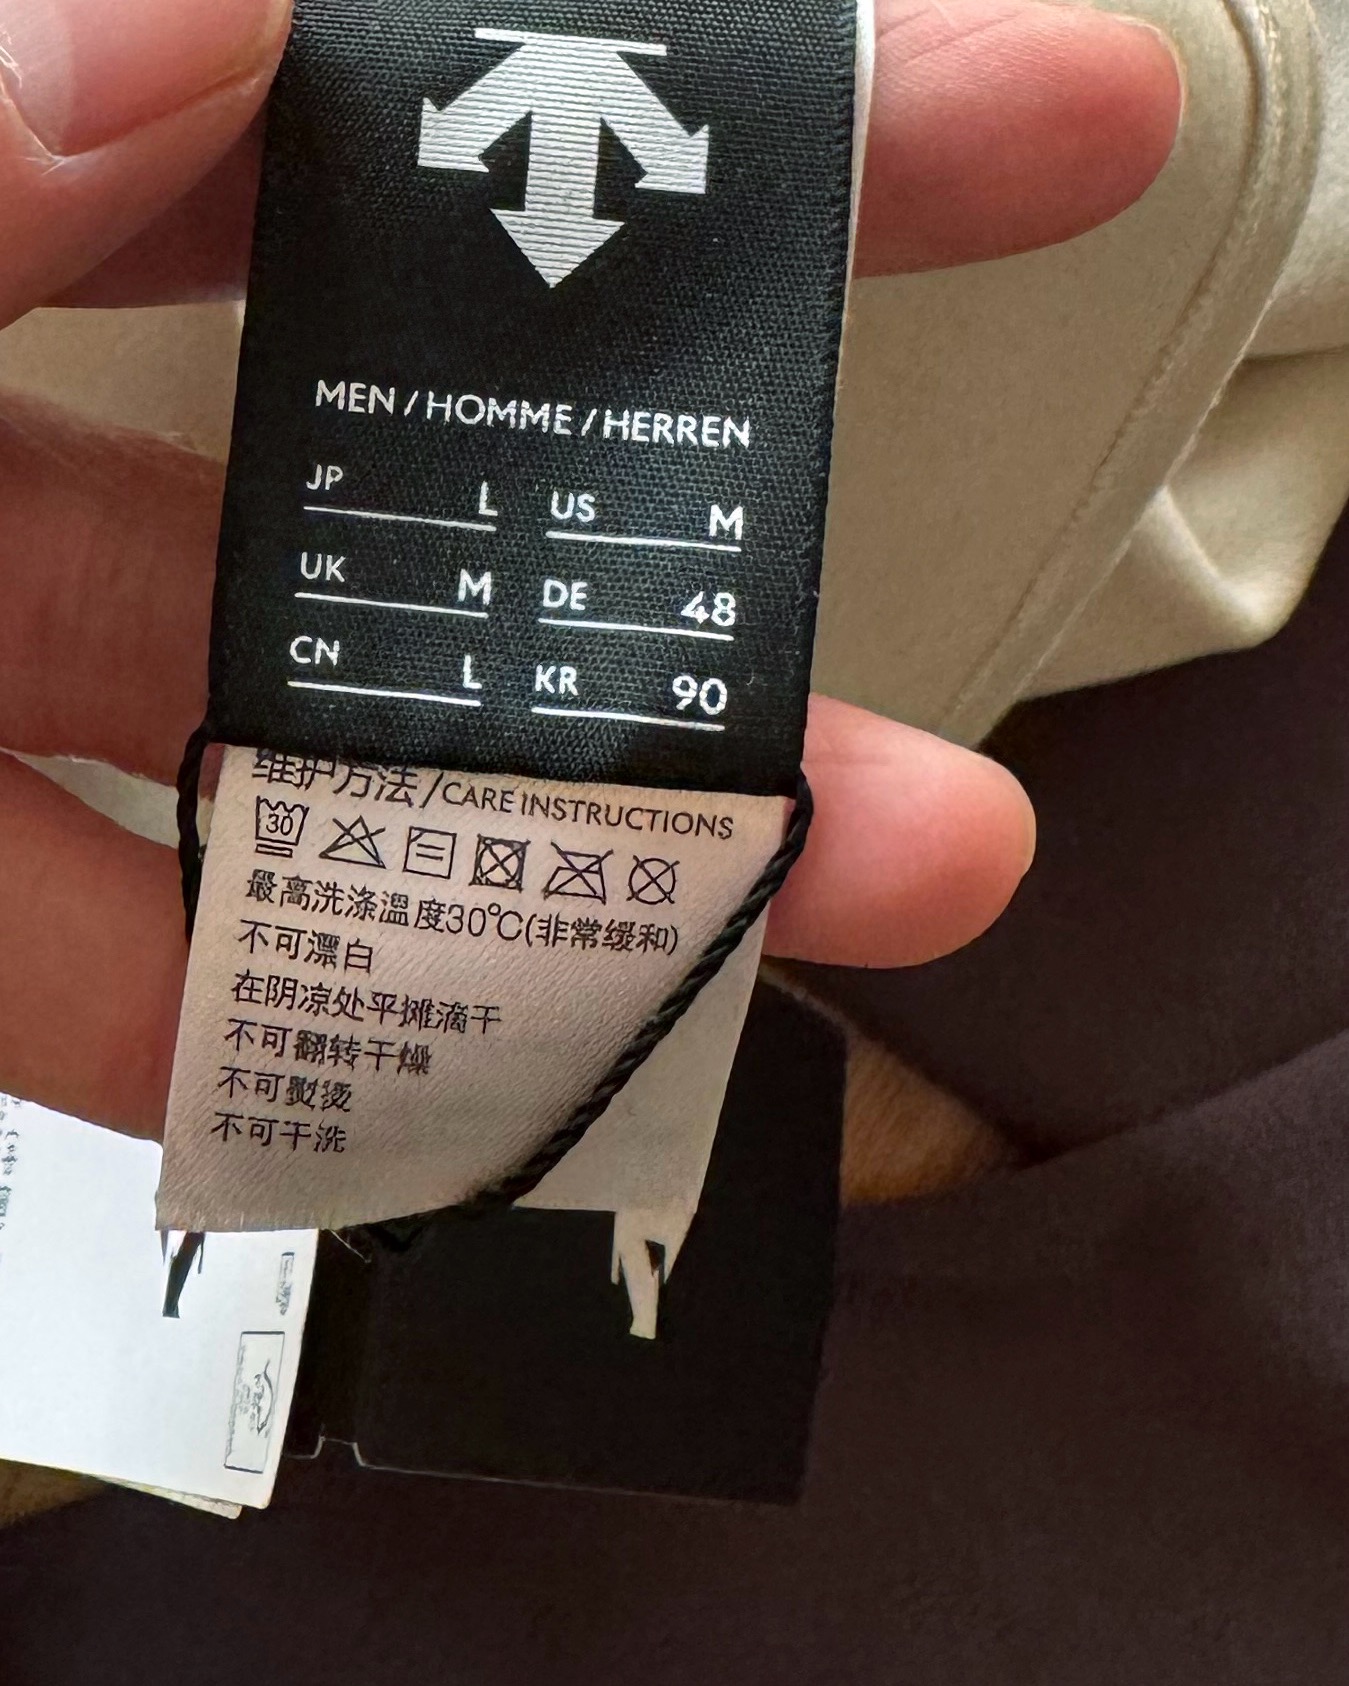 MEN / HOMME / HERREN
JP L US M
UK M DE 48
CN L KR 90
维护方法/CARE INSTRUCTIONS
30
最高洗涤温度30℃(非常缓和)
不可漂白
在阴凉处平摊滴干
不可翻转干燥
不可熨烫
不可干洗